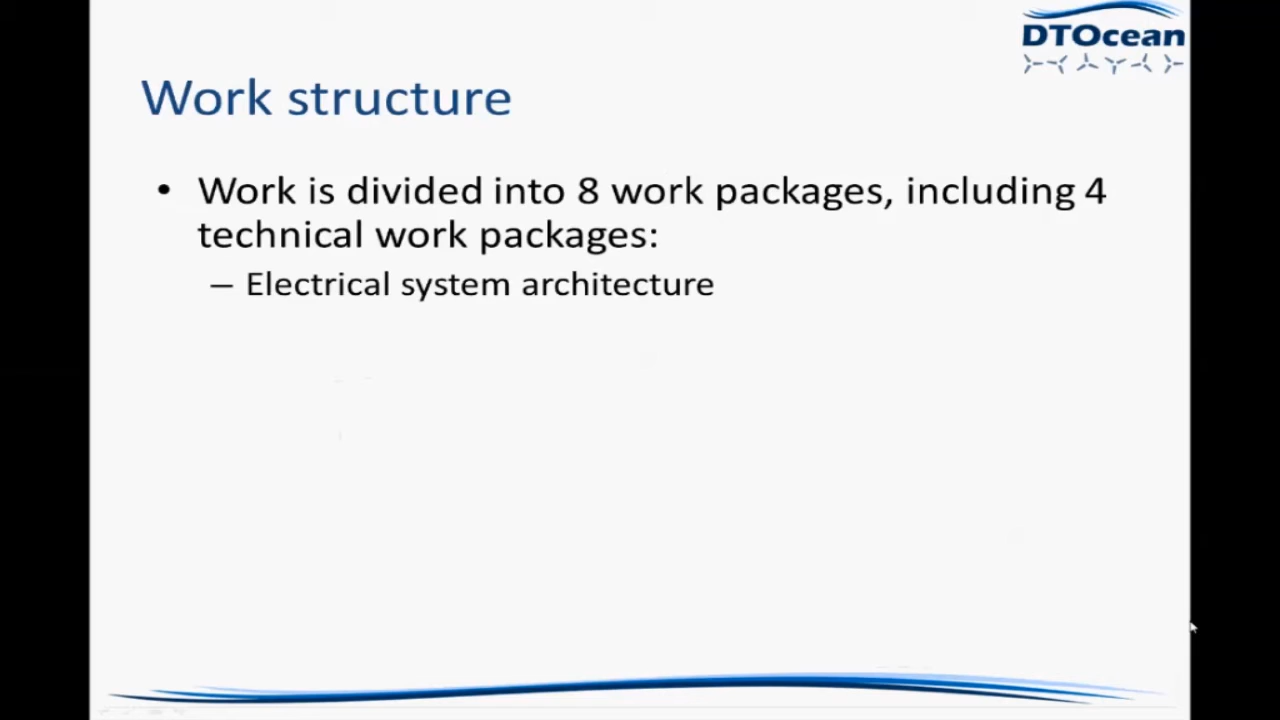 DTOcean
Work structure
• Work is divided into 8 work packages, including 4
technical work packages:
– Electrical system architecture